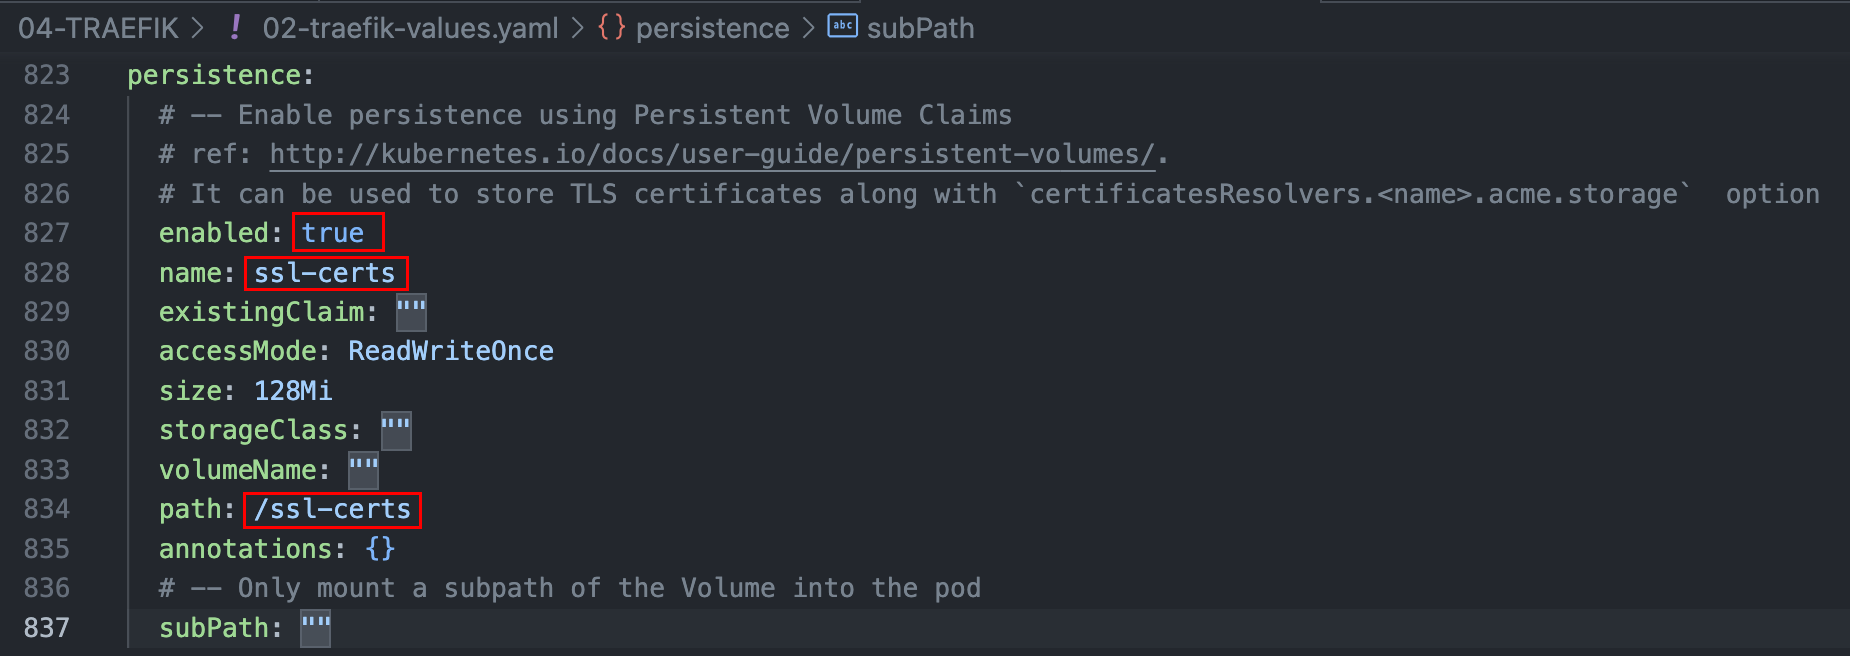 04-TRAEFIK > ! 02-traefik-values.yaml > {} persistence > abc subPath
823 persistence:
824 # -- Enable persistence using Persistent Volume Claims
825 # ref: http://kubernetes.io/docs/user-guide/persistent-volumes/.
826 # It can be used to store TLS certificates along with `certificatesResolvers.<name>.acme.storage`  option
827 enabled: true
828 name: ssl-certs
829 existingClaim: ""
830 accessMode: ReadWriteOnce
831 size: 128Mi
832 storageClass: ""
833 volumeName: ""
834 path: /ssl-certs
835 annotations: {}
836 # -- Only mount a subpath of the Volume into the pod
837 subPath: ""